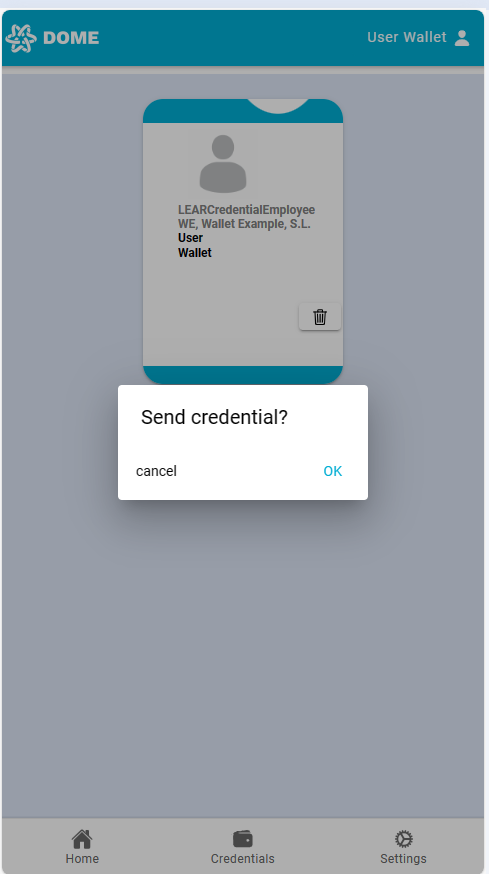 DOME
User Wallet
LEARCredentialEmployee
WE, Wallet Example, S.L.
User
Wallet
Send credential?
cancel
OK
Home
Credentials
Settings